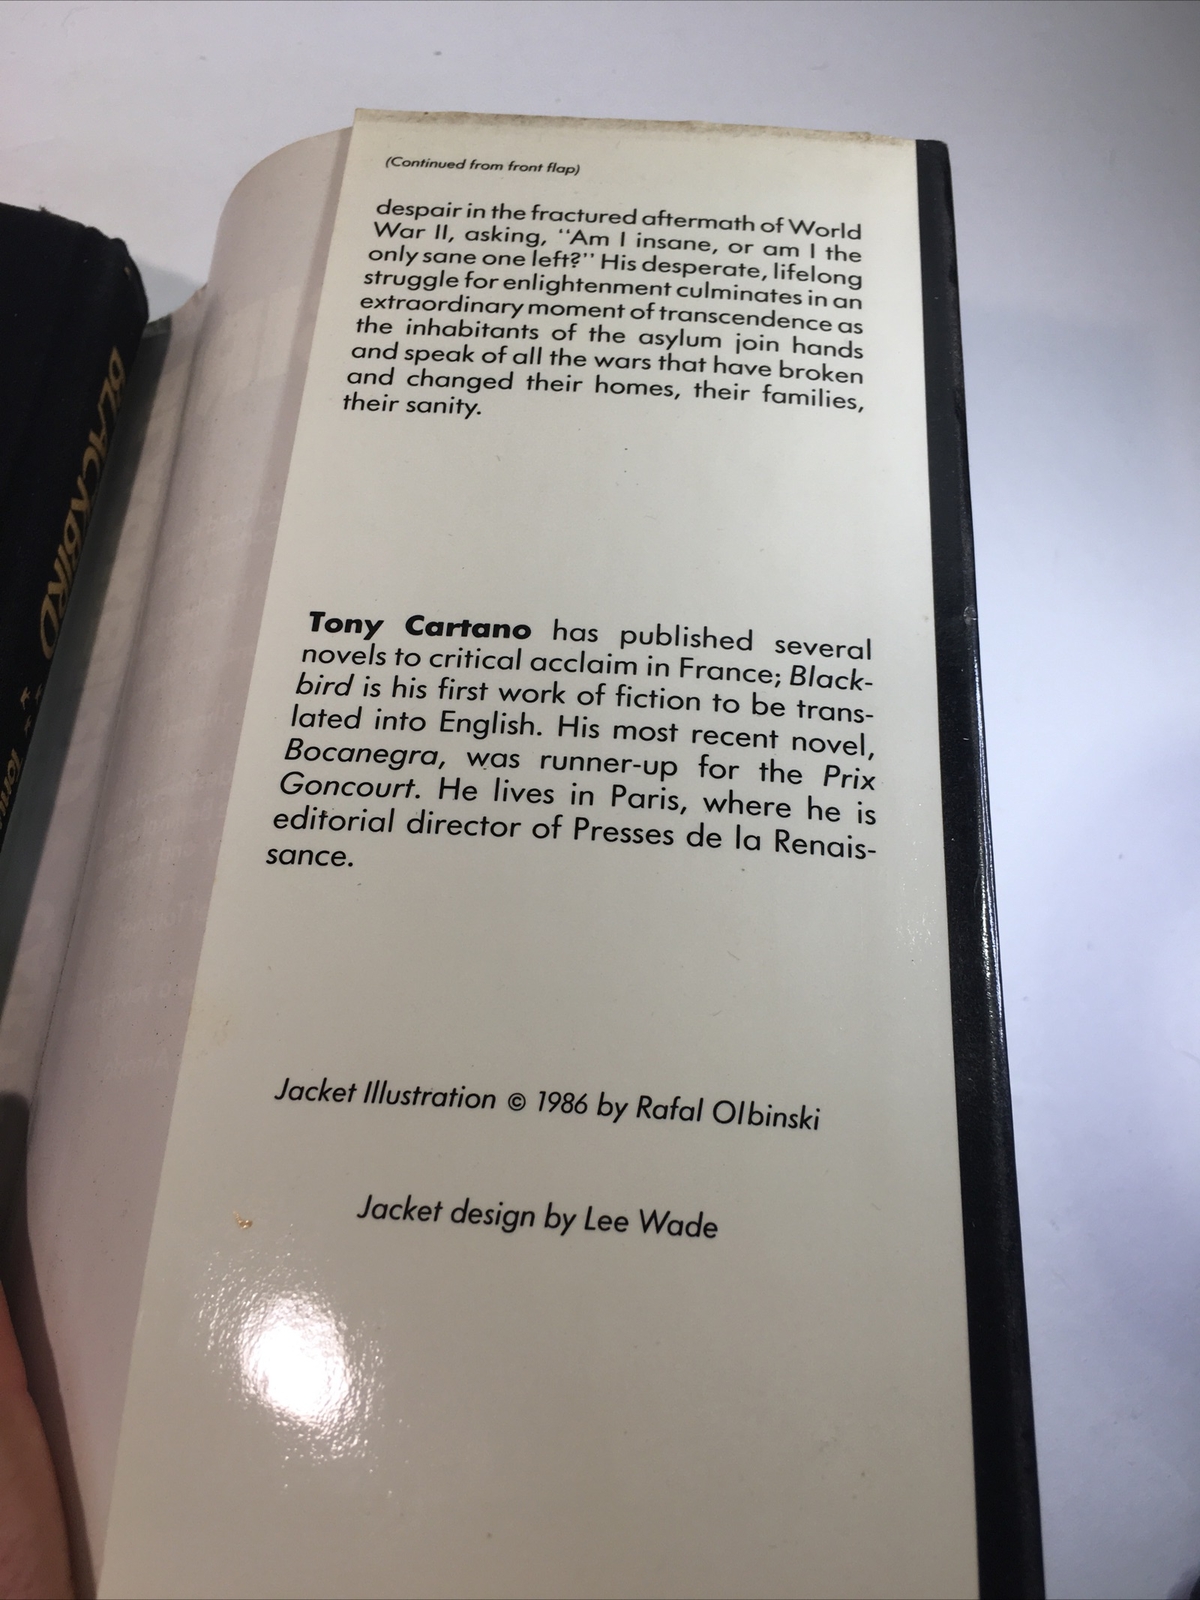 (Continued from front flap)
despair in the fractured aftermath of World
War II, asking, “Am I insane, or am I the
only sane one left?” His desperate, lifelong
struggle for enlightenment culminates in an
extraordinary moment of transcendence as
the inhabitants of the asylum join hands
and speak of all the wars that have broken
and changed their homes, their families,
their sanity.
Tony Cartano has published several
novels to critical acclaim in France; Black-
bird is his first work of fiction to be trans-
lated into English. His most recent novel,
Bocanegra, was runner-up for the Prix
Goncourt. He lives in Paris, where he is
editorial director of Presses de la Renais-
sance.
Jacket Illustration © 1986 by Rafal Olbinski
Jacket design by Lee Wade
BLACKBIRD